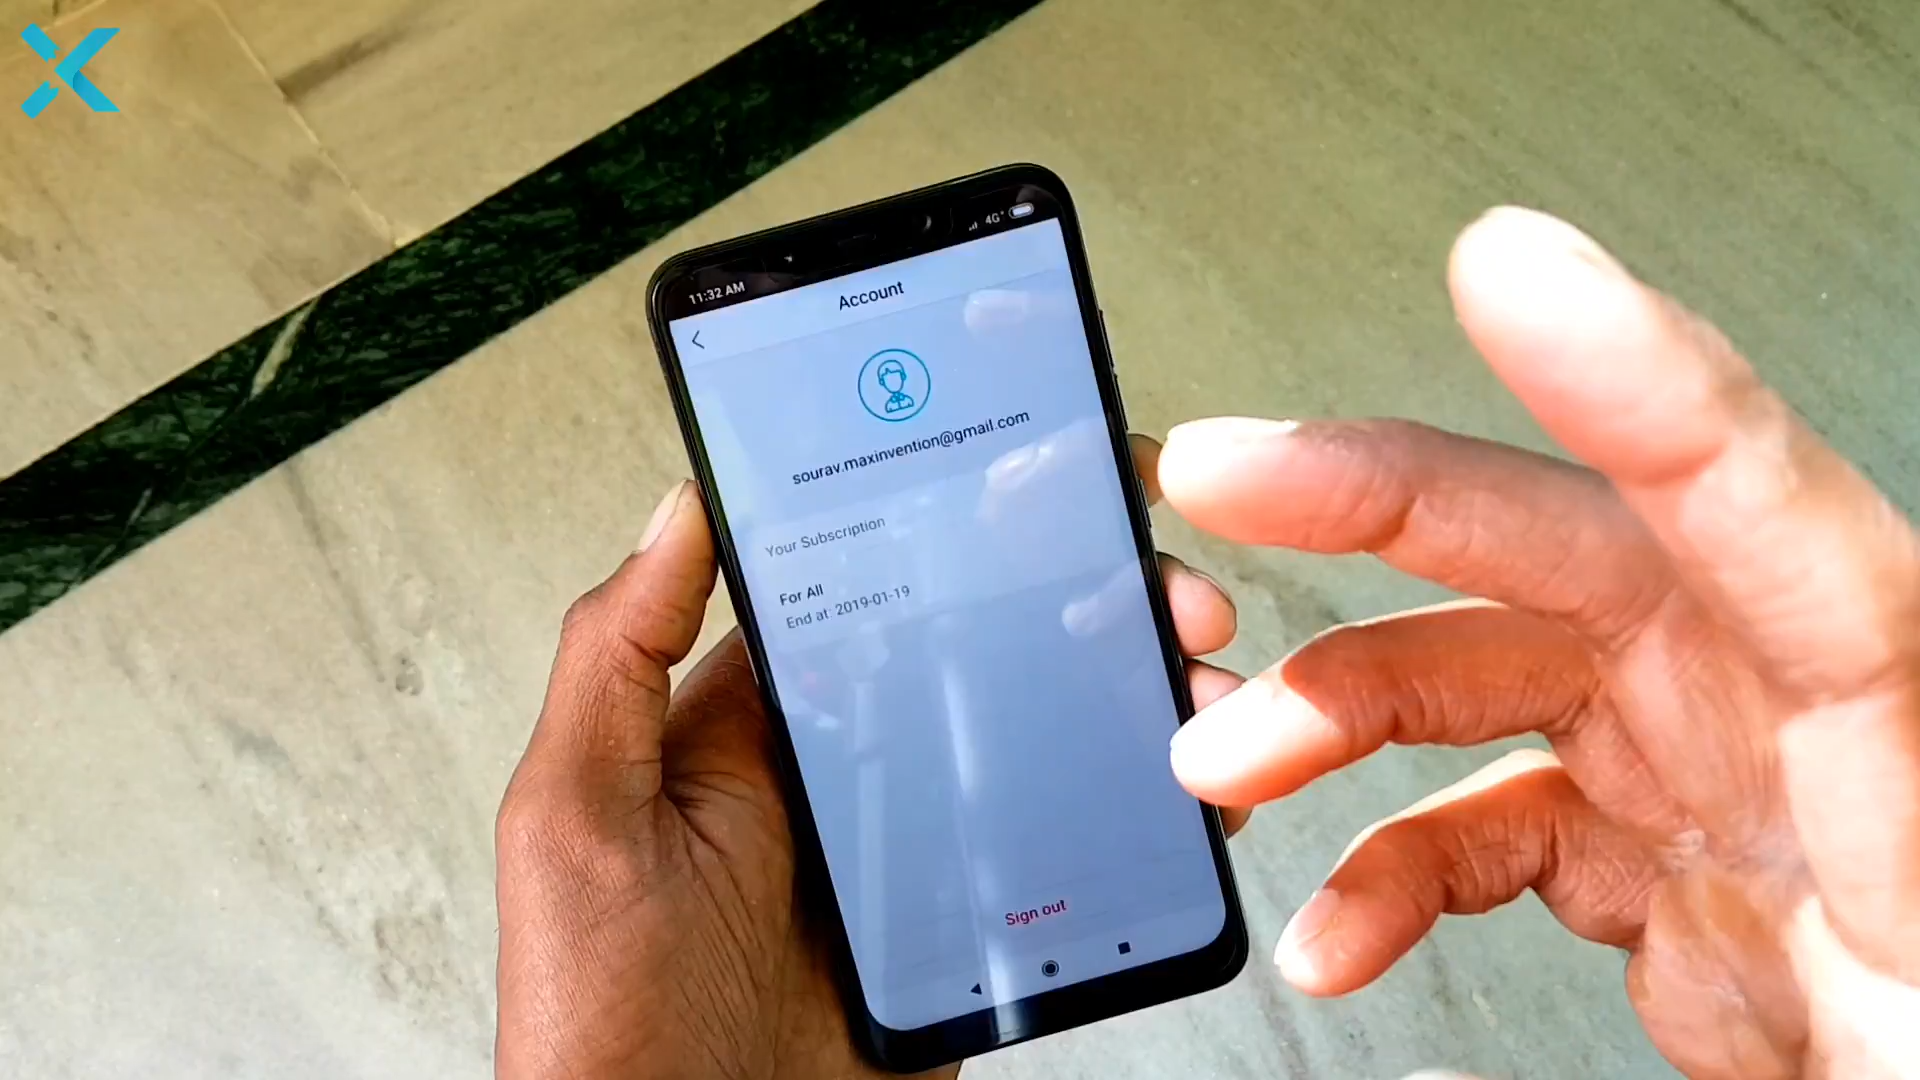 11:32 AM
4G+
Account
sourav.maxinvention@gmail.com
Your Subscription
For All
End at: 2019-01-19
Sign out